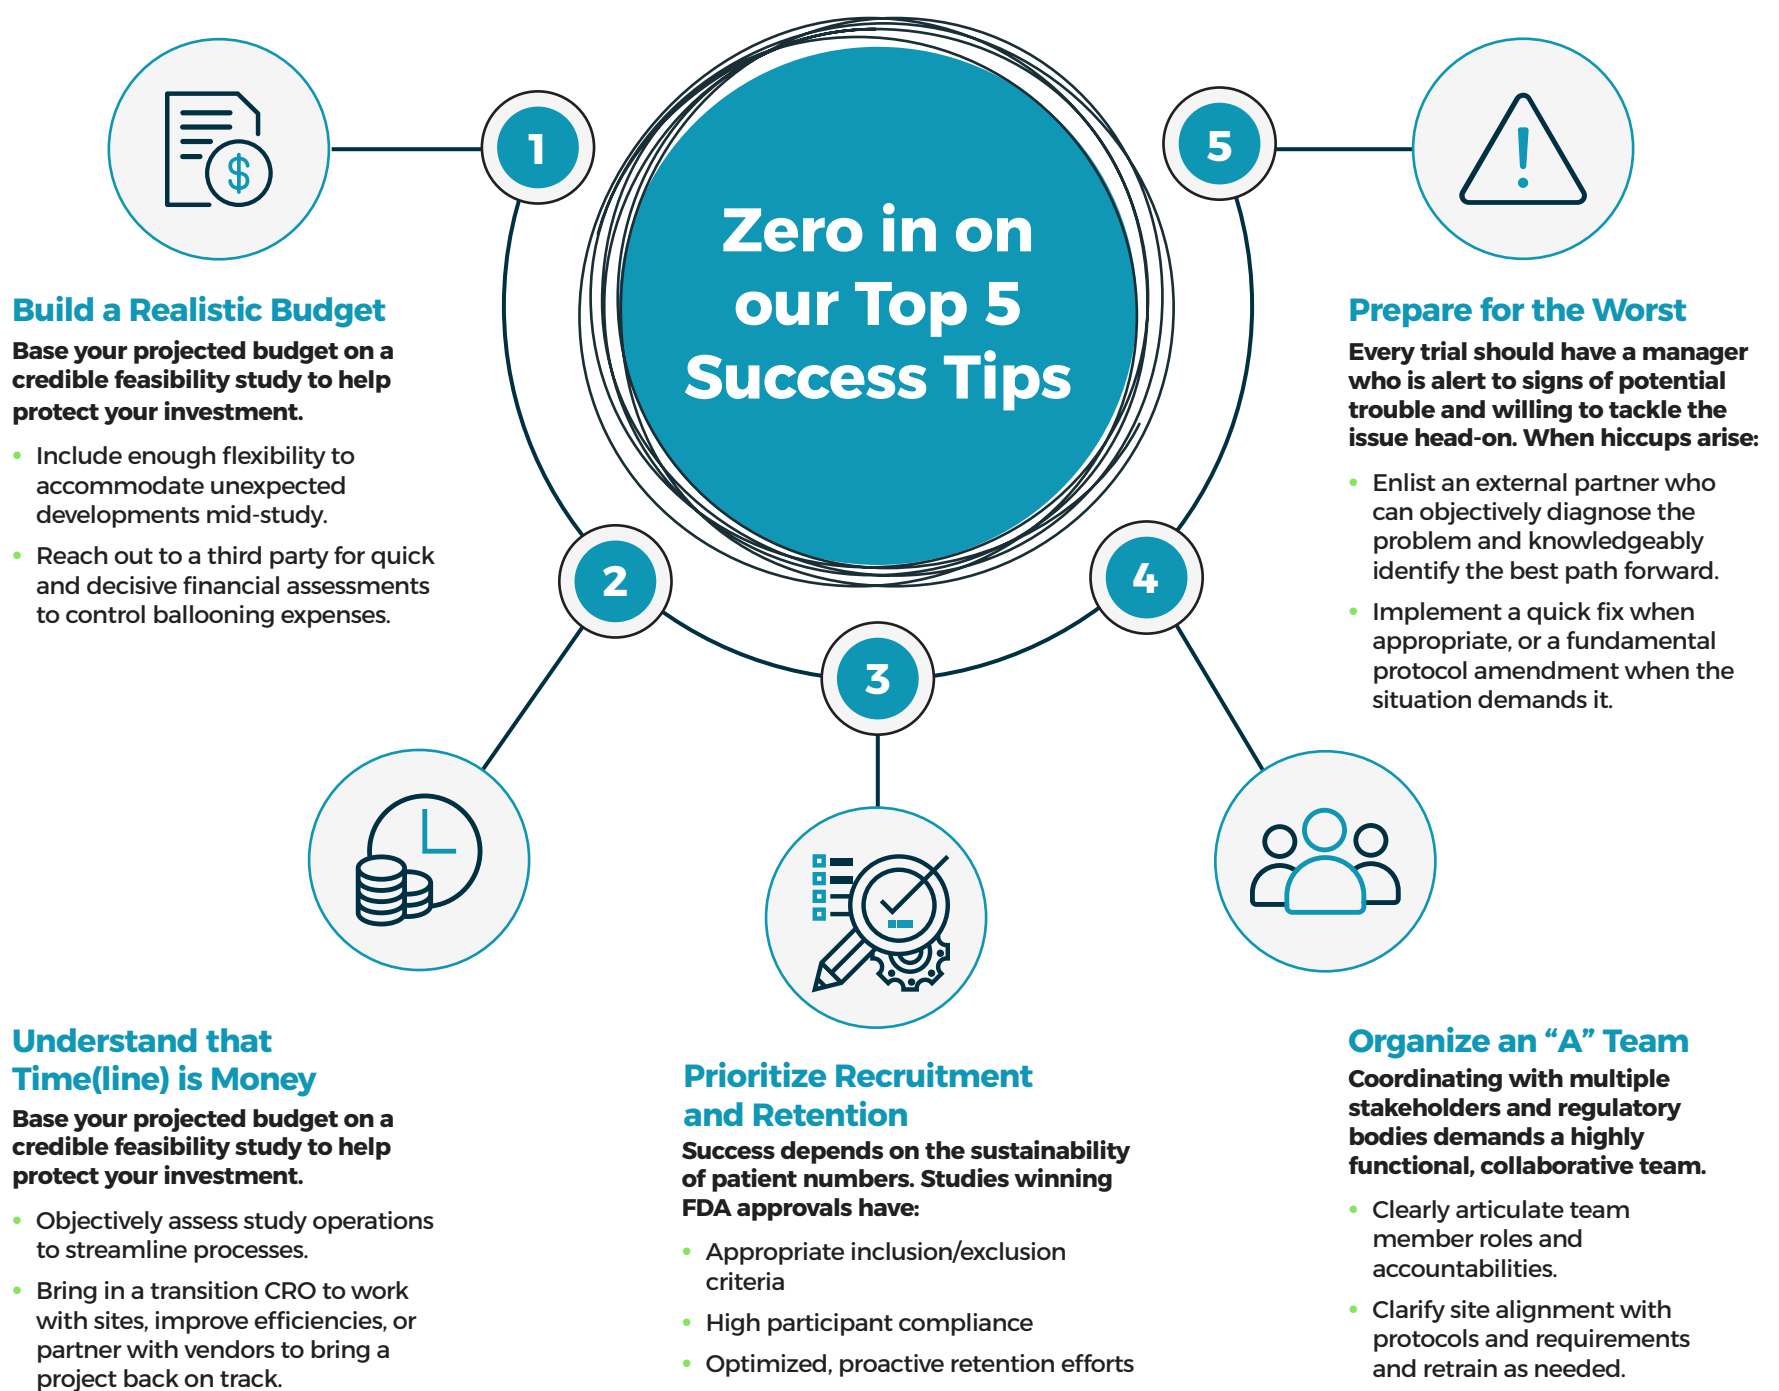 Zero in on
our Top 5
Success Tips
1
Build a Realistic Budget
Base your projected budget on a
credible feasibility study to help
protect your investment.
• Include enough flexibility to
accommodate unexpected
developments mid-study.
• Reach out to a third party for quick
and decisive financial assessments
to control ballooning expenses.
2
Understand that
Time(line) is Money
Base your projected budget on a
credible feasibility study to help
protect your investment.
• Objectively assess study operations
to streamline processes.
• Bring in a transition CRO to work
with sites, improve efficiencies, or
partner with vendors to bring a
project back on track.
3
Prioritize Recruitment
and Retention
Success depends on the sustainability
of patient numbers. Studies winning
FDA approvals have:
• Appropriate inclusion/exclusion
criteria
• High participant compliance
• Optimized, proactive retention efforts
4
Organize an “A” Team
Coordinating with multiple
stakeholders and regulatory
bodies demands a highly
functional, collaborative team.
• Clearly articulate team
member roles and
accountabilities.
• Clarify site alignment with
protocols and requirements
and retrain as needed.
5
Prepare for the Worst
Every trial should have a manager
who is alert to signs of potential
trouble and willing to tackle the
issue head-on. When hiccups arise:
• Enlist an external partner who
can objectively diagnose the
problem and knowledgeably
identify the best path forward.
• Implement a quick fix when
appropriate, or a fundamental
protocol amendment when the
situation demands it.
$